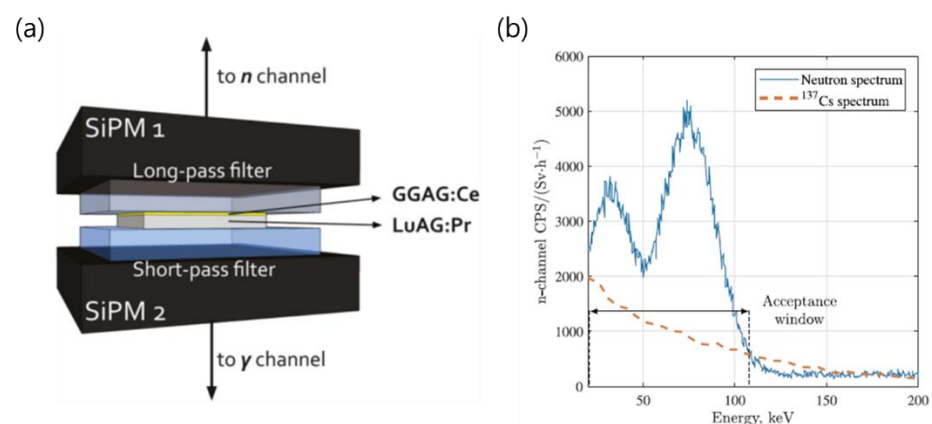 (a)
to n channel
SiPM 1
Long-pass filter
GGAG:Ce
LuAG:Pr
Short-pass filter
SiPM 2
to γ channel
(b)
6000
5000
4000
3000
2000
1000
0
n-channel CPS/(Sv·h⁻¹)
Neutron spectrum
¹³⁷Cs spectrum
Acceptance
window
50
100
150
200
Energy, keV